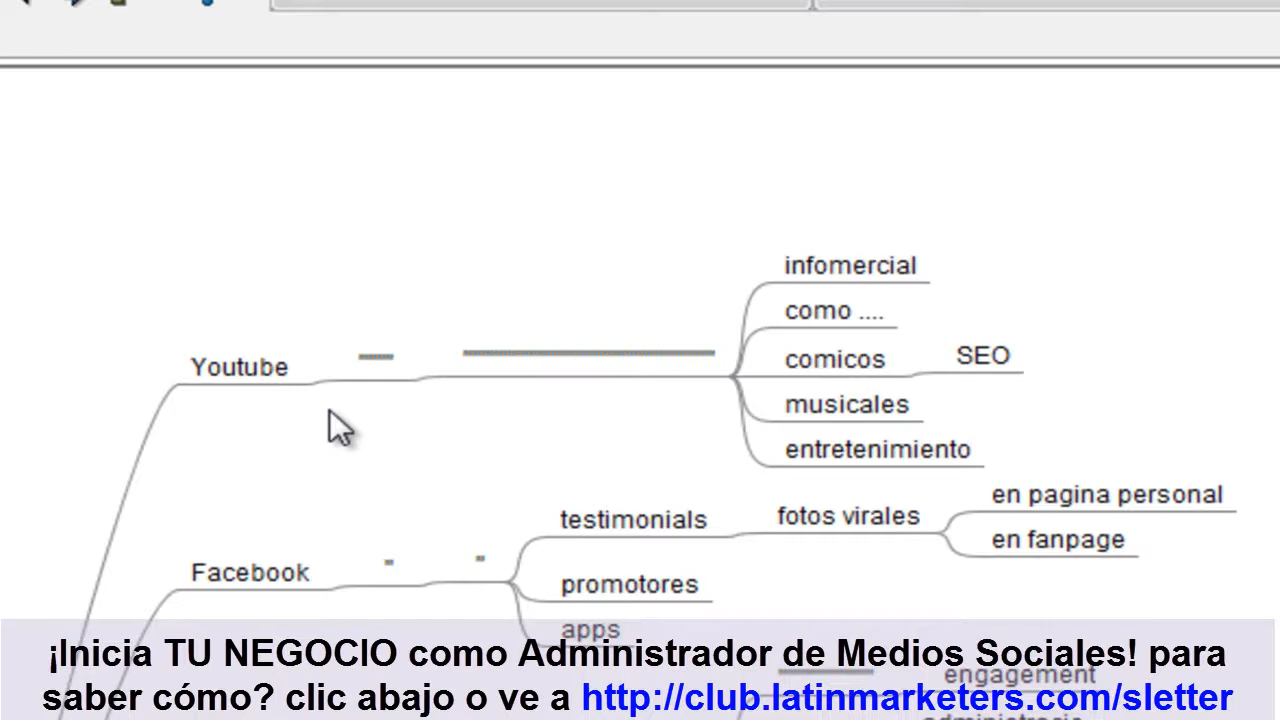 infomercial
como ....
Youtube
comicos
SEO
musicales
entretenimiento
en pagina personal
testimonials
fotos virales
en fanpage
Facebook
promotores
apps
engagement
¡Inicia TU NEGOCIO como Administrador de Medios Sociales! para
saber cómo? clic abajo o ve a http://club.latinmarketers.com/sletter